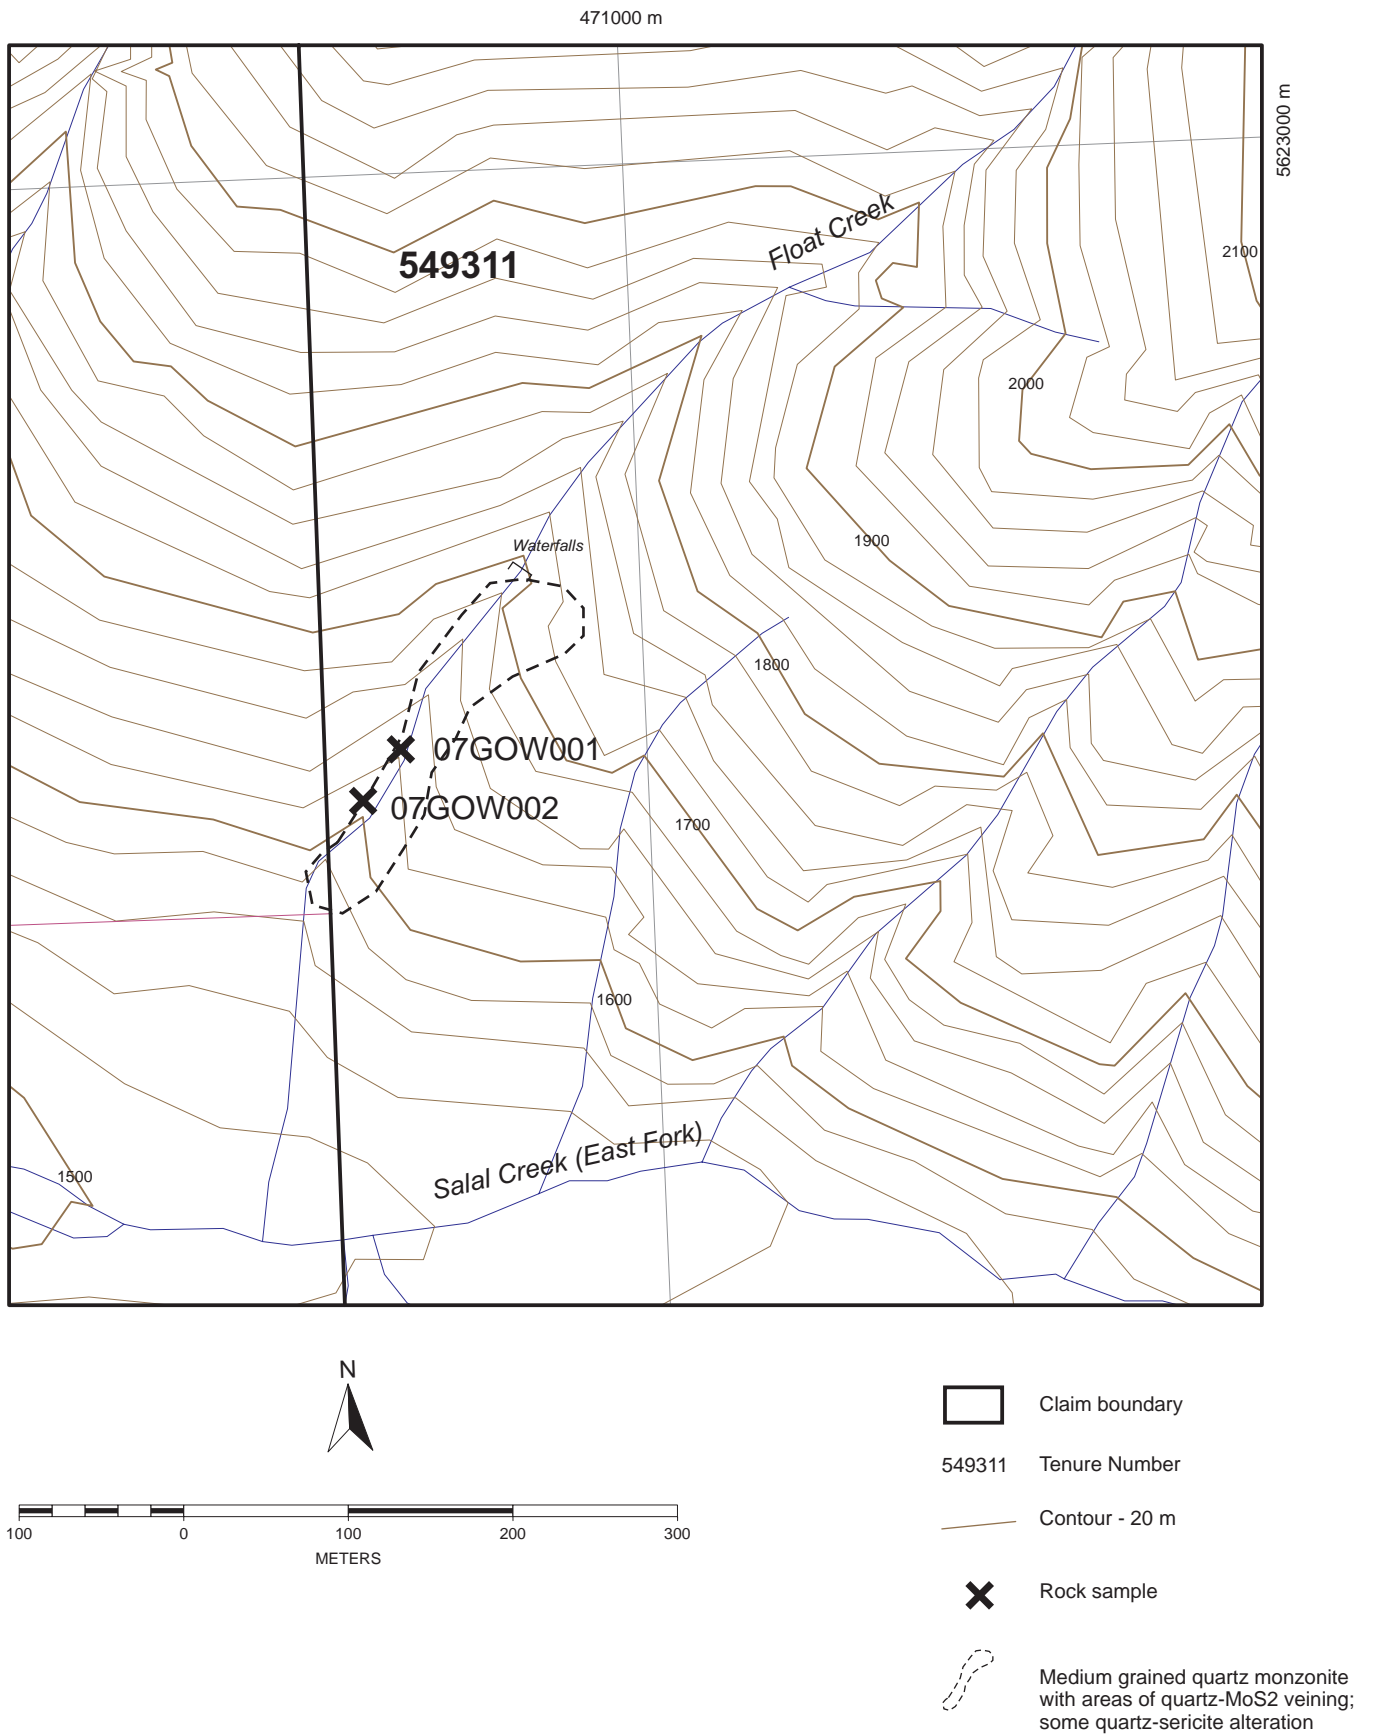 471000 m
5623000 m
Float Creek
549311
2100
2000
Waterfalls
1900
1800
07GOW001
07GOW002
1700
1600
Salal Creek (East Fork)
1500
N
100 0 100 200 300
METERS
Claim boundary
549311 Tenure Number
Contour - 20 m
Rock sample
Medium grained quartz monzonite
with areas of quartz-MoS2 veining;
some quartz-sericite alteration